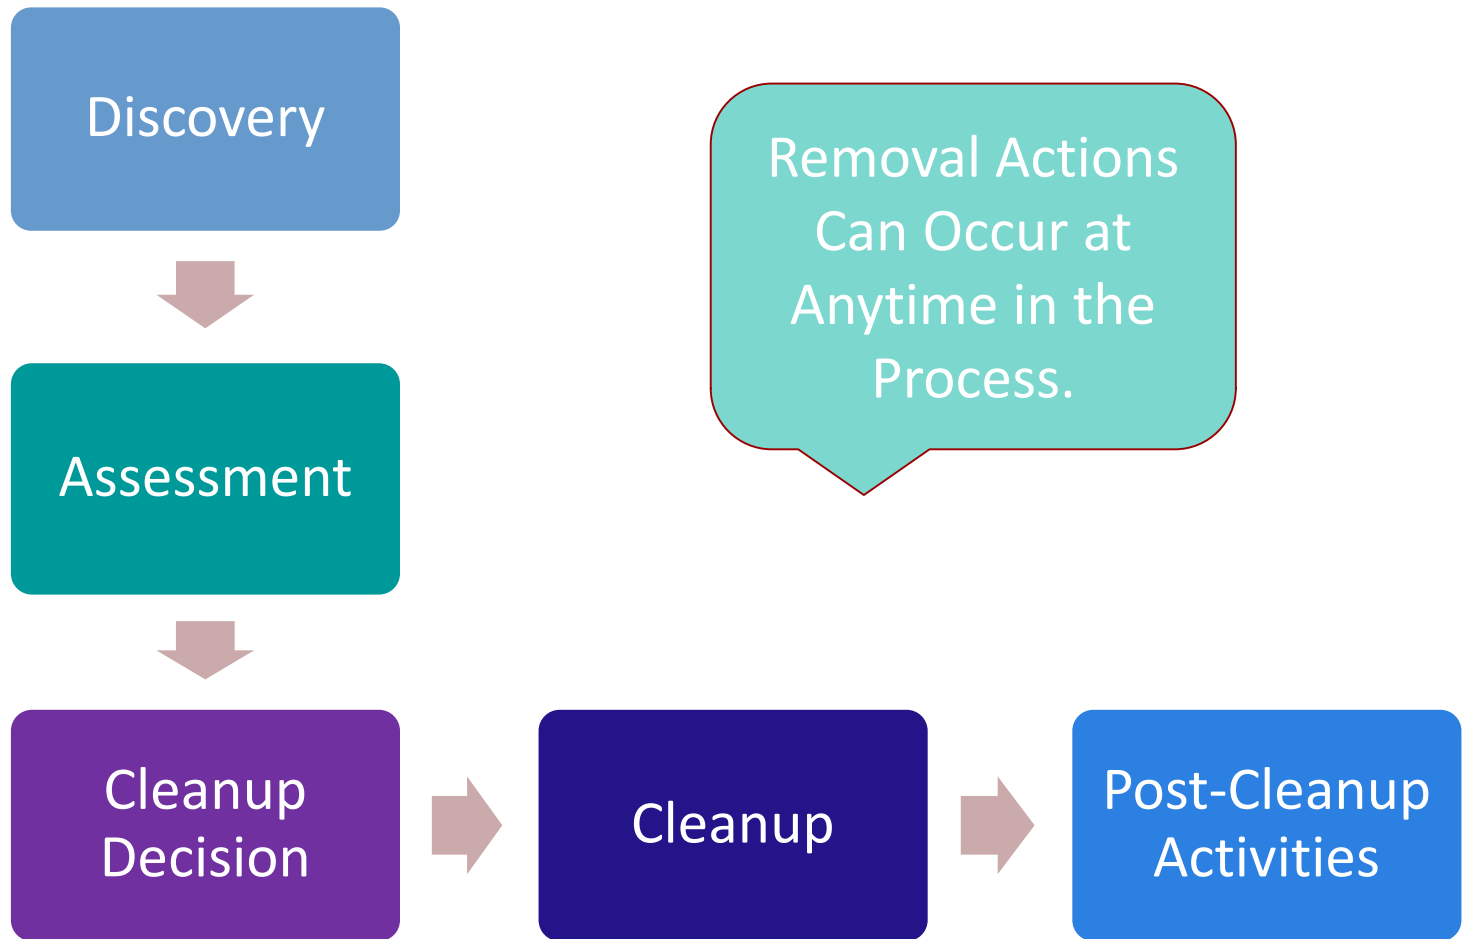 Discovery
Removal Actions
Can Occur at
Anytime in the
Process.
Assessment
Cleanup
Decision
Cleanup
Post-Cleanup
Activities